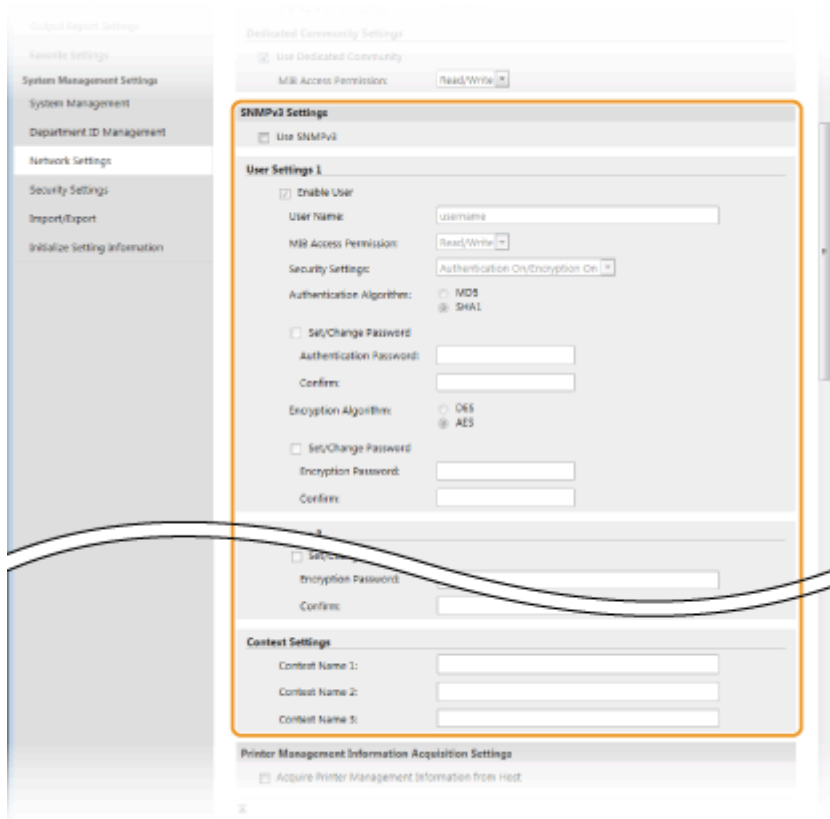 Output Report Settings
Favorite Settings
System Management Settings
System Management
Department ID Management
Network Settings
Security Settings
Import/Export
Initialize Setting Information
Dedicated Community Settings
Use Dedicated Community
MIB Access Permission: Read/Write
SNMPv3 Settings
Use SNMPv3
User Settings 1
Enable User
User Name: username
MIB Access Permission: Read/Write
Security Settings: Authentication On/Encryption On
Authentication Algorithm: MD5
SHA1
Set/Change Password
Authentication Password:
Confirm:
Encryption Algorithm: DES
AES
Set/Change Password
Encryption Password:
Confirm:
Encryption Password:
Confirm:
Context Settings
Context Name 1:
Context Name 2:
Context Name 3:
Printer Management Information Acquisition Settings
Acquire Printer Management Information from Host